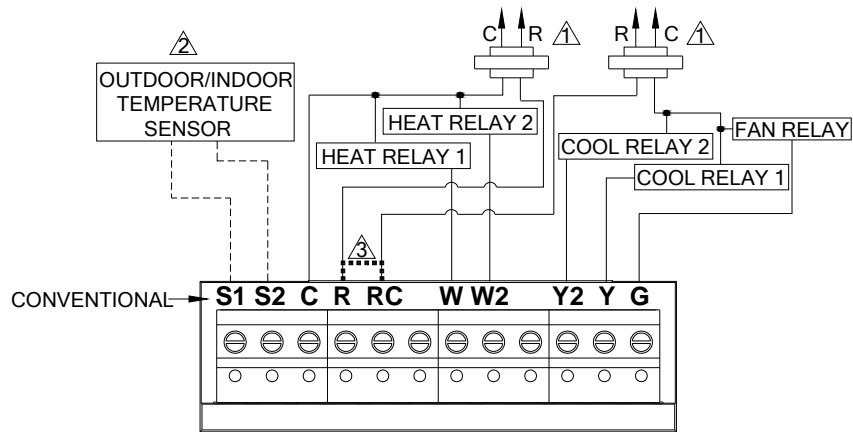 C R 1
R C 1
2
OUTDOOR/INDOOR
TEMPERATURE
SENSOR
HEAT RELAY 2
HEAT RELAY 1
FAN RELAY
COOL RELAY 2
COOL RELAY 1
3
CONVENTIONAL
S1 S2 C R RC W W2 Y2 Y G